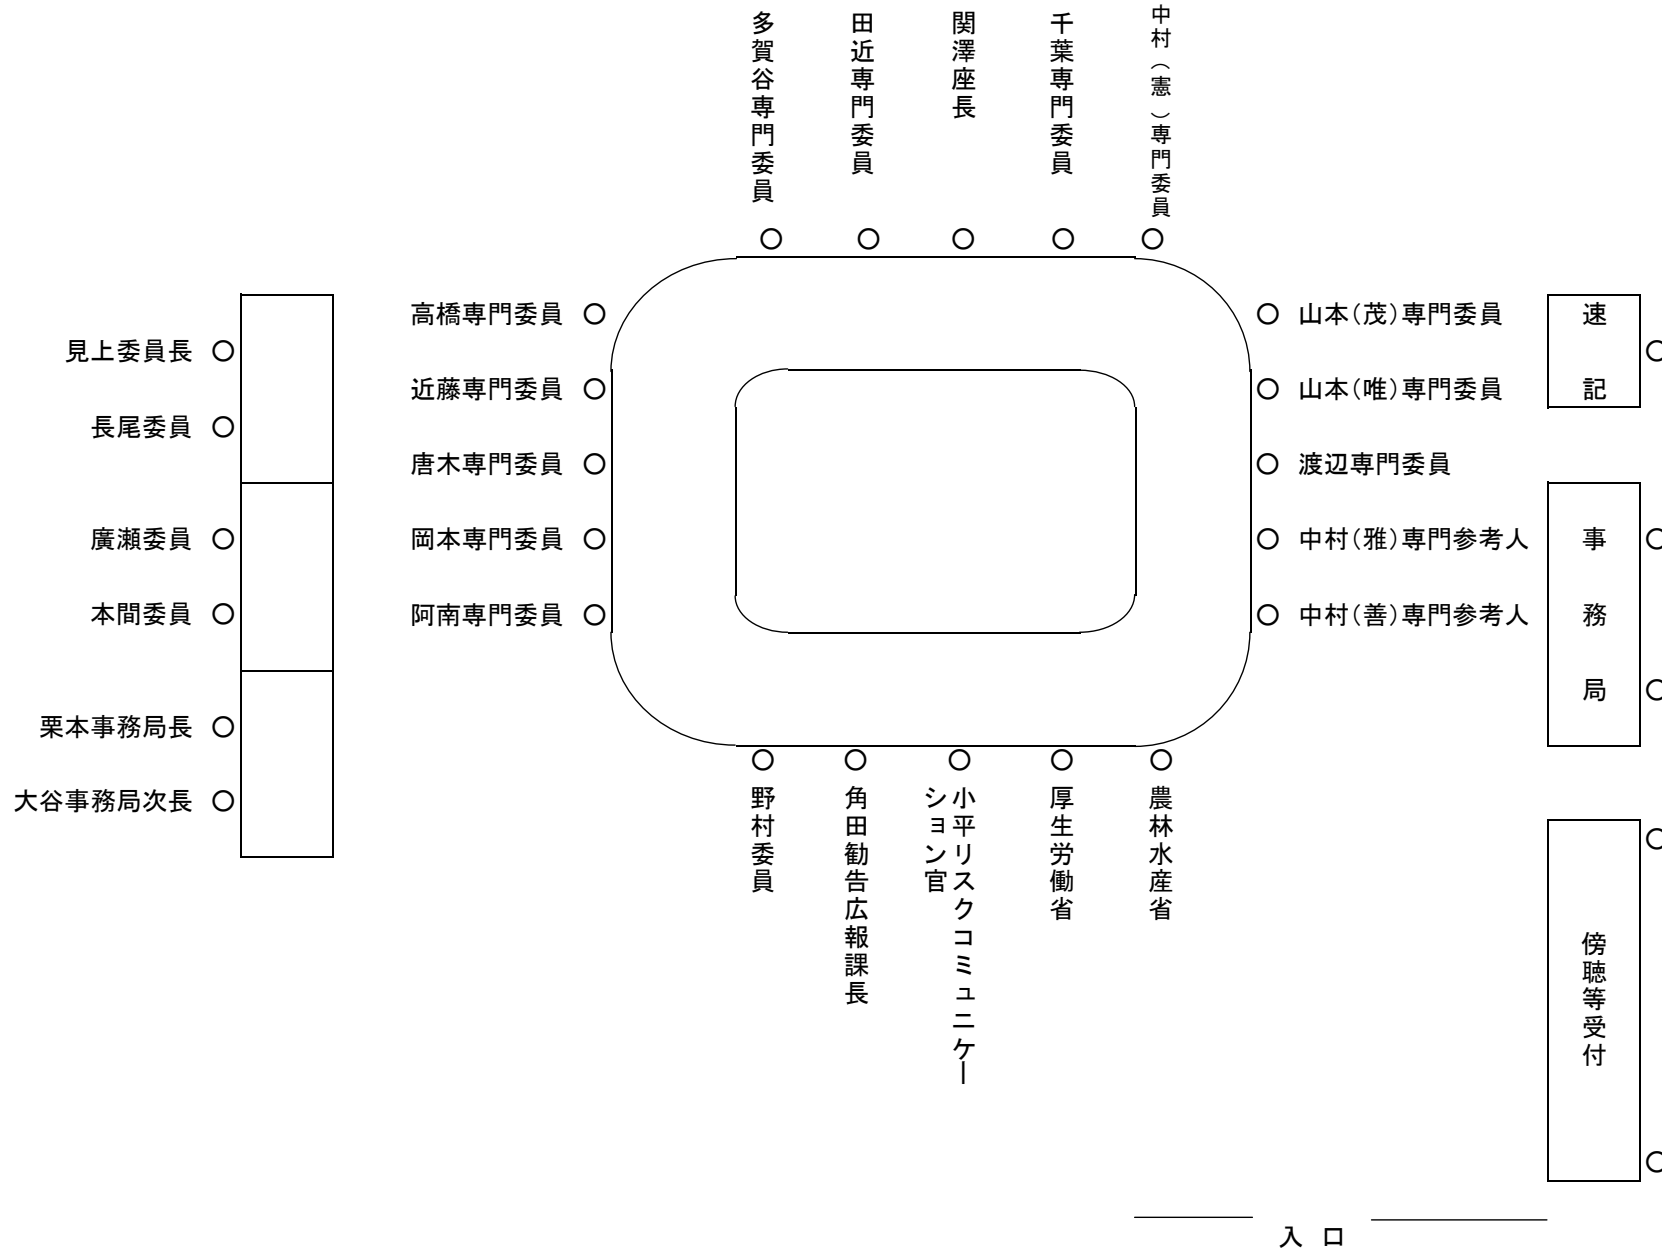 多賀谷専門委員
田近専門委員
関澤座長
千葉専門委員
中村（憲）専門委員
見上委員長
長尾委員
廣瀬委員
本間委員
栗本事務局長
大谷事務局次長
高橋専門委員
近藤専門委員
唐木専門委員
岡本専門委員
阿南専門委員
山本（茂）専門委員
山本（唯）専門委員
渡辺専門委員
中村（雅）専門参考人
中村（善）専門参考人
速記
事務局
野村委員
角田勧告広報課長
小平リスクコミュニケー
ション官
厚生労働省
農林水産省
傍聴等受付
入口